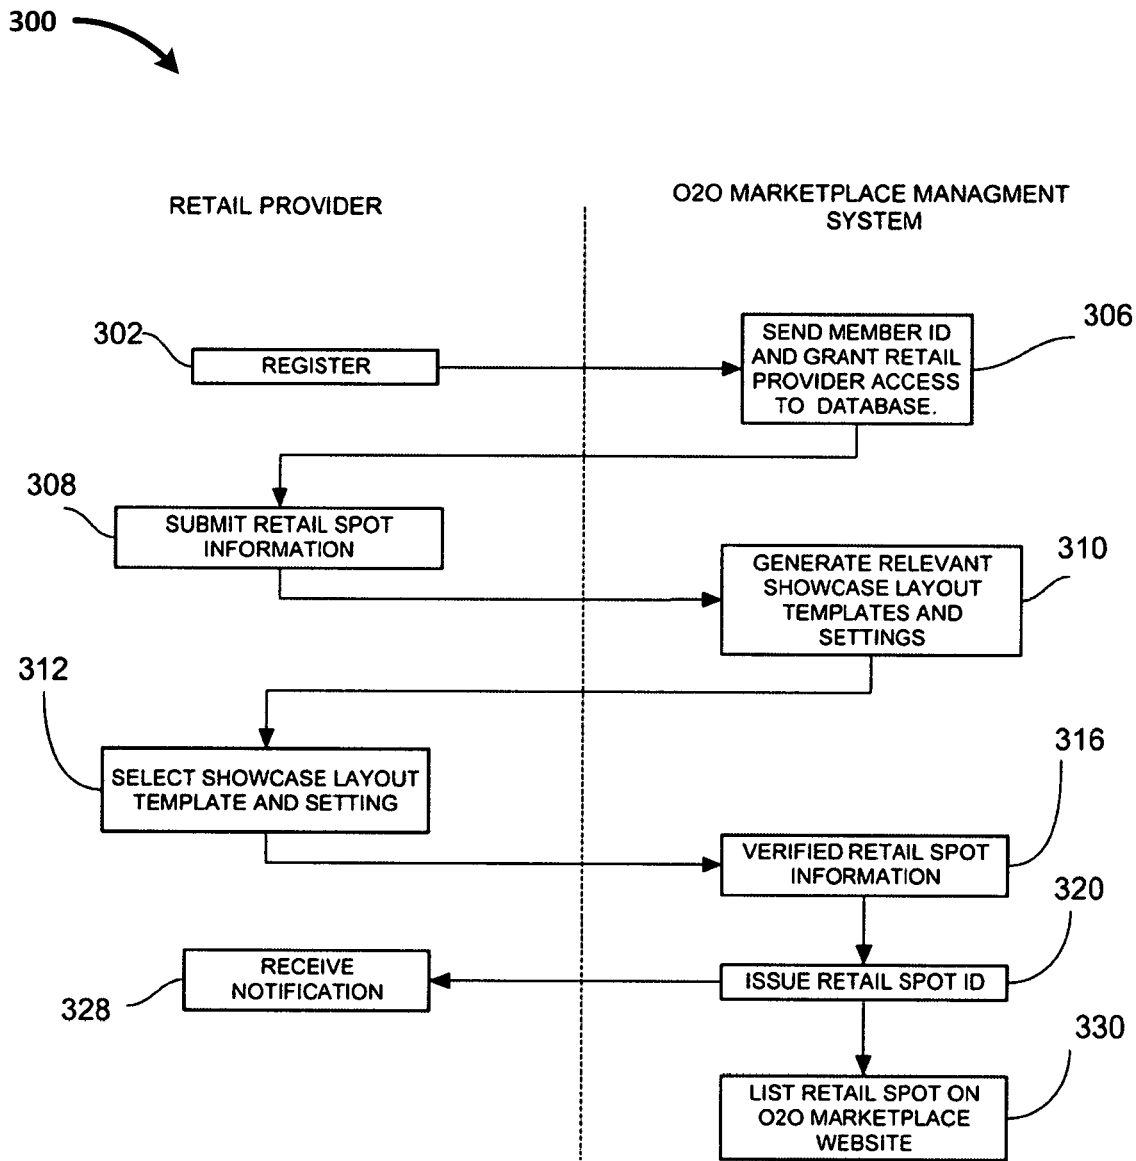 300
RETAIL PROVIDER
O2O MARKETPLACE MANAGMENT
SYSTEM
302
REGISTER
306
SEND MEMBER ID
AND GRANT RETAIL
PROVIDER ACCESS
TO DATABASE.
308
SUBMIT RETAIL SPOT
INFORMATION
310
GENERATE RELEVANT
SHOWCASE LAYOUT
TEMPLATES AND
SETTINGS
312
SELECT SHOWCASE LAYOUT
TEMPLATE AND SETTING
316
VERIFIED RETAIL SPOT
INFORMATION
320
ISSUE RETAIL SPOT ID
RECEIVE
NOTIFICATION
328
330
LIST RETAIL SPOT ON
O2O MARKETPLACE
WEBSITE